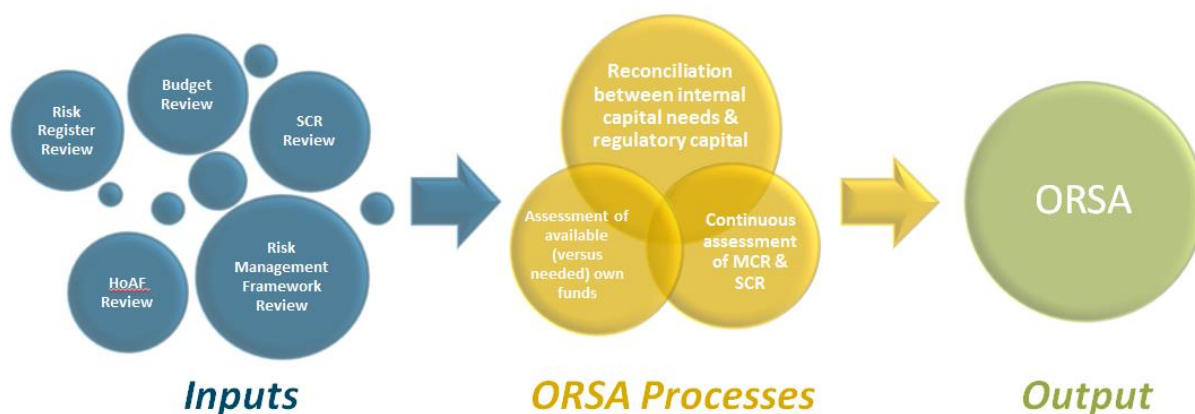 Risk
Register
Review
Budget
Review
SCR
Review
HoAF
Review
Risk
Management
Framework
Review
Reconciliation
between internal
capital needs &
regulatory capital
Assessment of
available
(versus
needed) own
funds
Continuous
assessment
of MCR &
SCR
ORSA
Inputs
ORSA Processes
Output